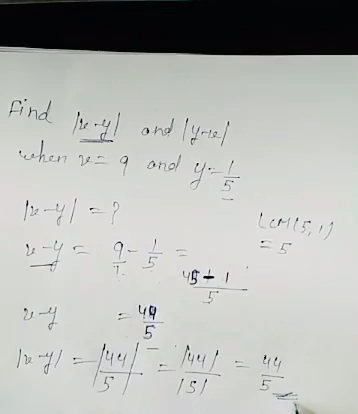 Find |x-y| and |y-x|
when x = 9 and y = 1/5
|x-y| = ?
LCM(5,1) = 5
x-y = 9/1 - 1/5 = 45-1/5
x-y = 44/5
|x-y| = |44/5| = |44|/|5| = 44/5